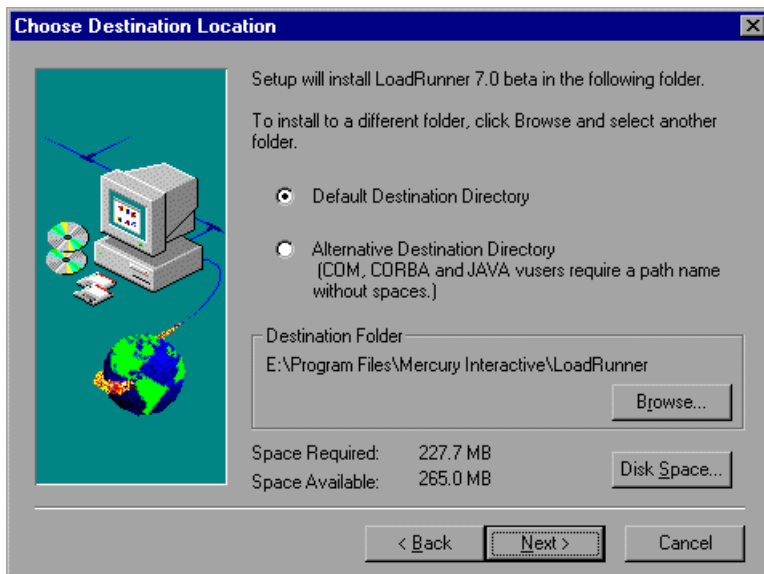 Choose Destination Location
Setup will install LoadRunner 7.0 beta in the following folder.
To install to a different folder, click Browse and select another
folder.
Default Destination Directory
Alternative Destination Directory
(COM, CORBA and JAVA vusers require a path name
without spaces.)
Destination Folder
E:\Program Files\Mercury Interactive\LoadRunner
Browse...
Space Required: 227.7 MB
Space Available: 265.0 MB
Disk Space...
< Back
Next >
Cancel